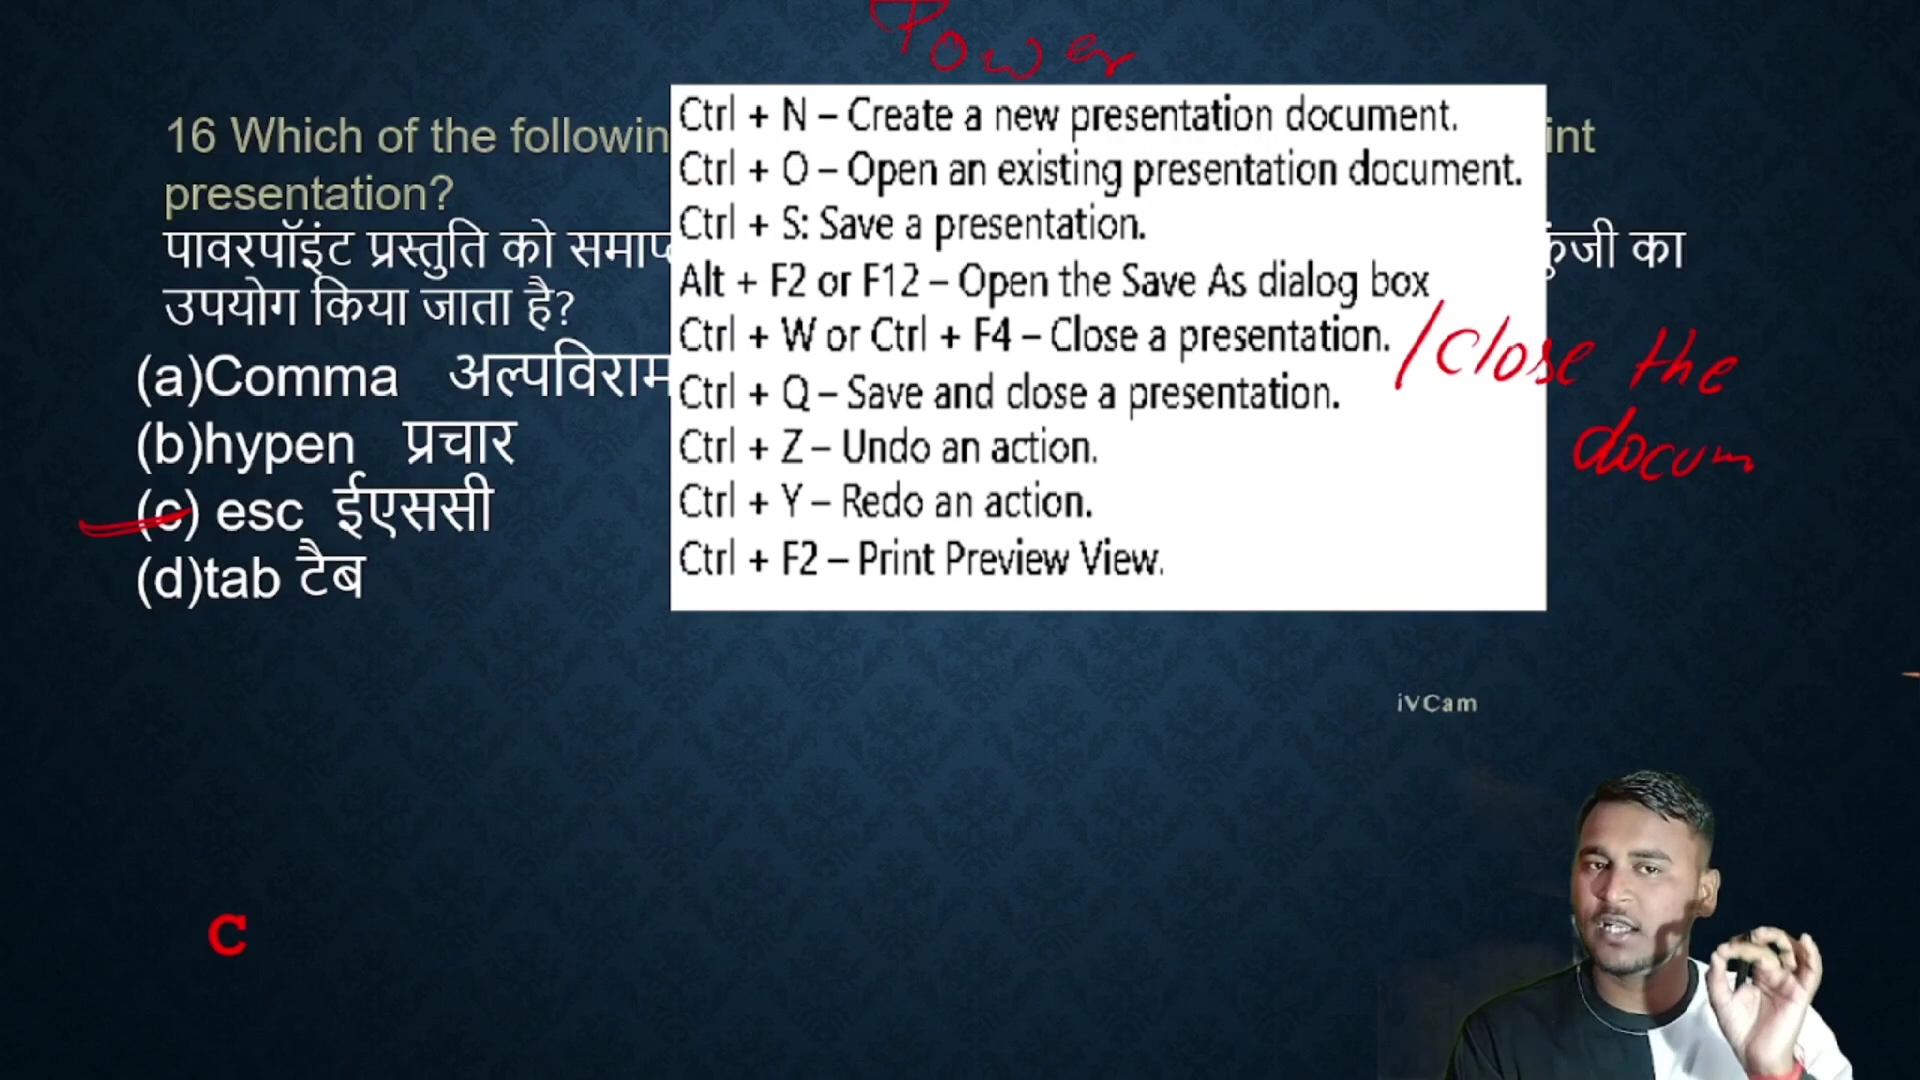 Power
16 Which of the followin
int
presentation?
पावरपॉइंट प्रस्तुति को समाप्
कुंजी का
उपयोग किया जाता है?
(a)Comma अल्पविराम
(b)hypen प्रचार
(c) esc ईएससी
(d)tab टैब
Ctrl + N – Create a new presentation document.
Ctrl + O – Open an existing presentation document.
Ctrl + S: Save a presentation.
Alt + F2 or F12 – Open the Save As dialog box
Ctrl + W or Ctrl + F4 – Close a presentation.
Ctrl + Q – Save and close a presentation.
Ctrl + Z – Undo an action.
Ctrl + Y – Redo an action.
Ctrl + F2 – Print Preview View.
/close the
docum
iVCam
C